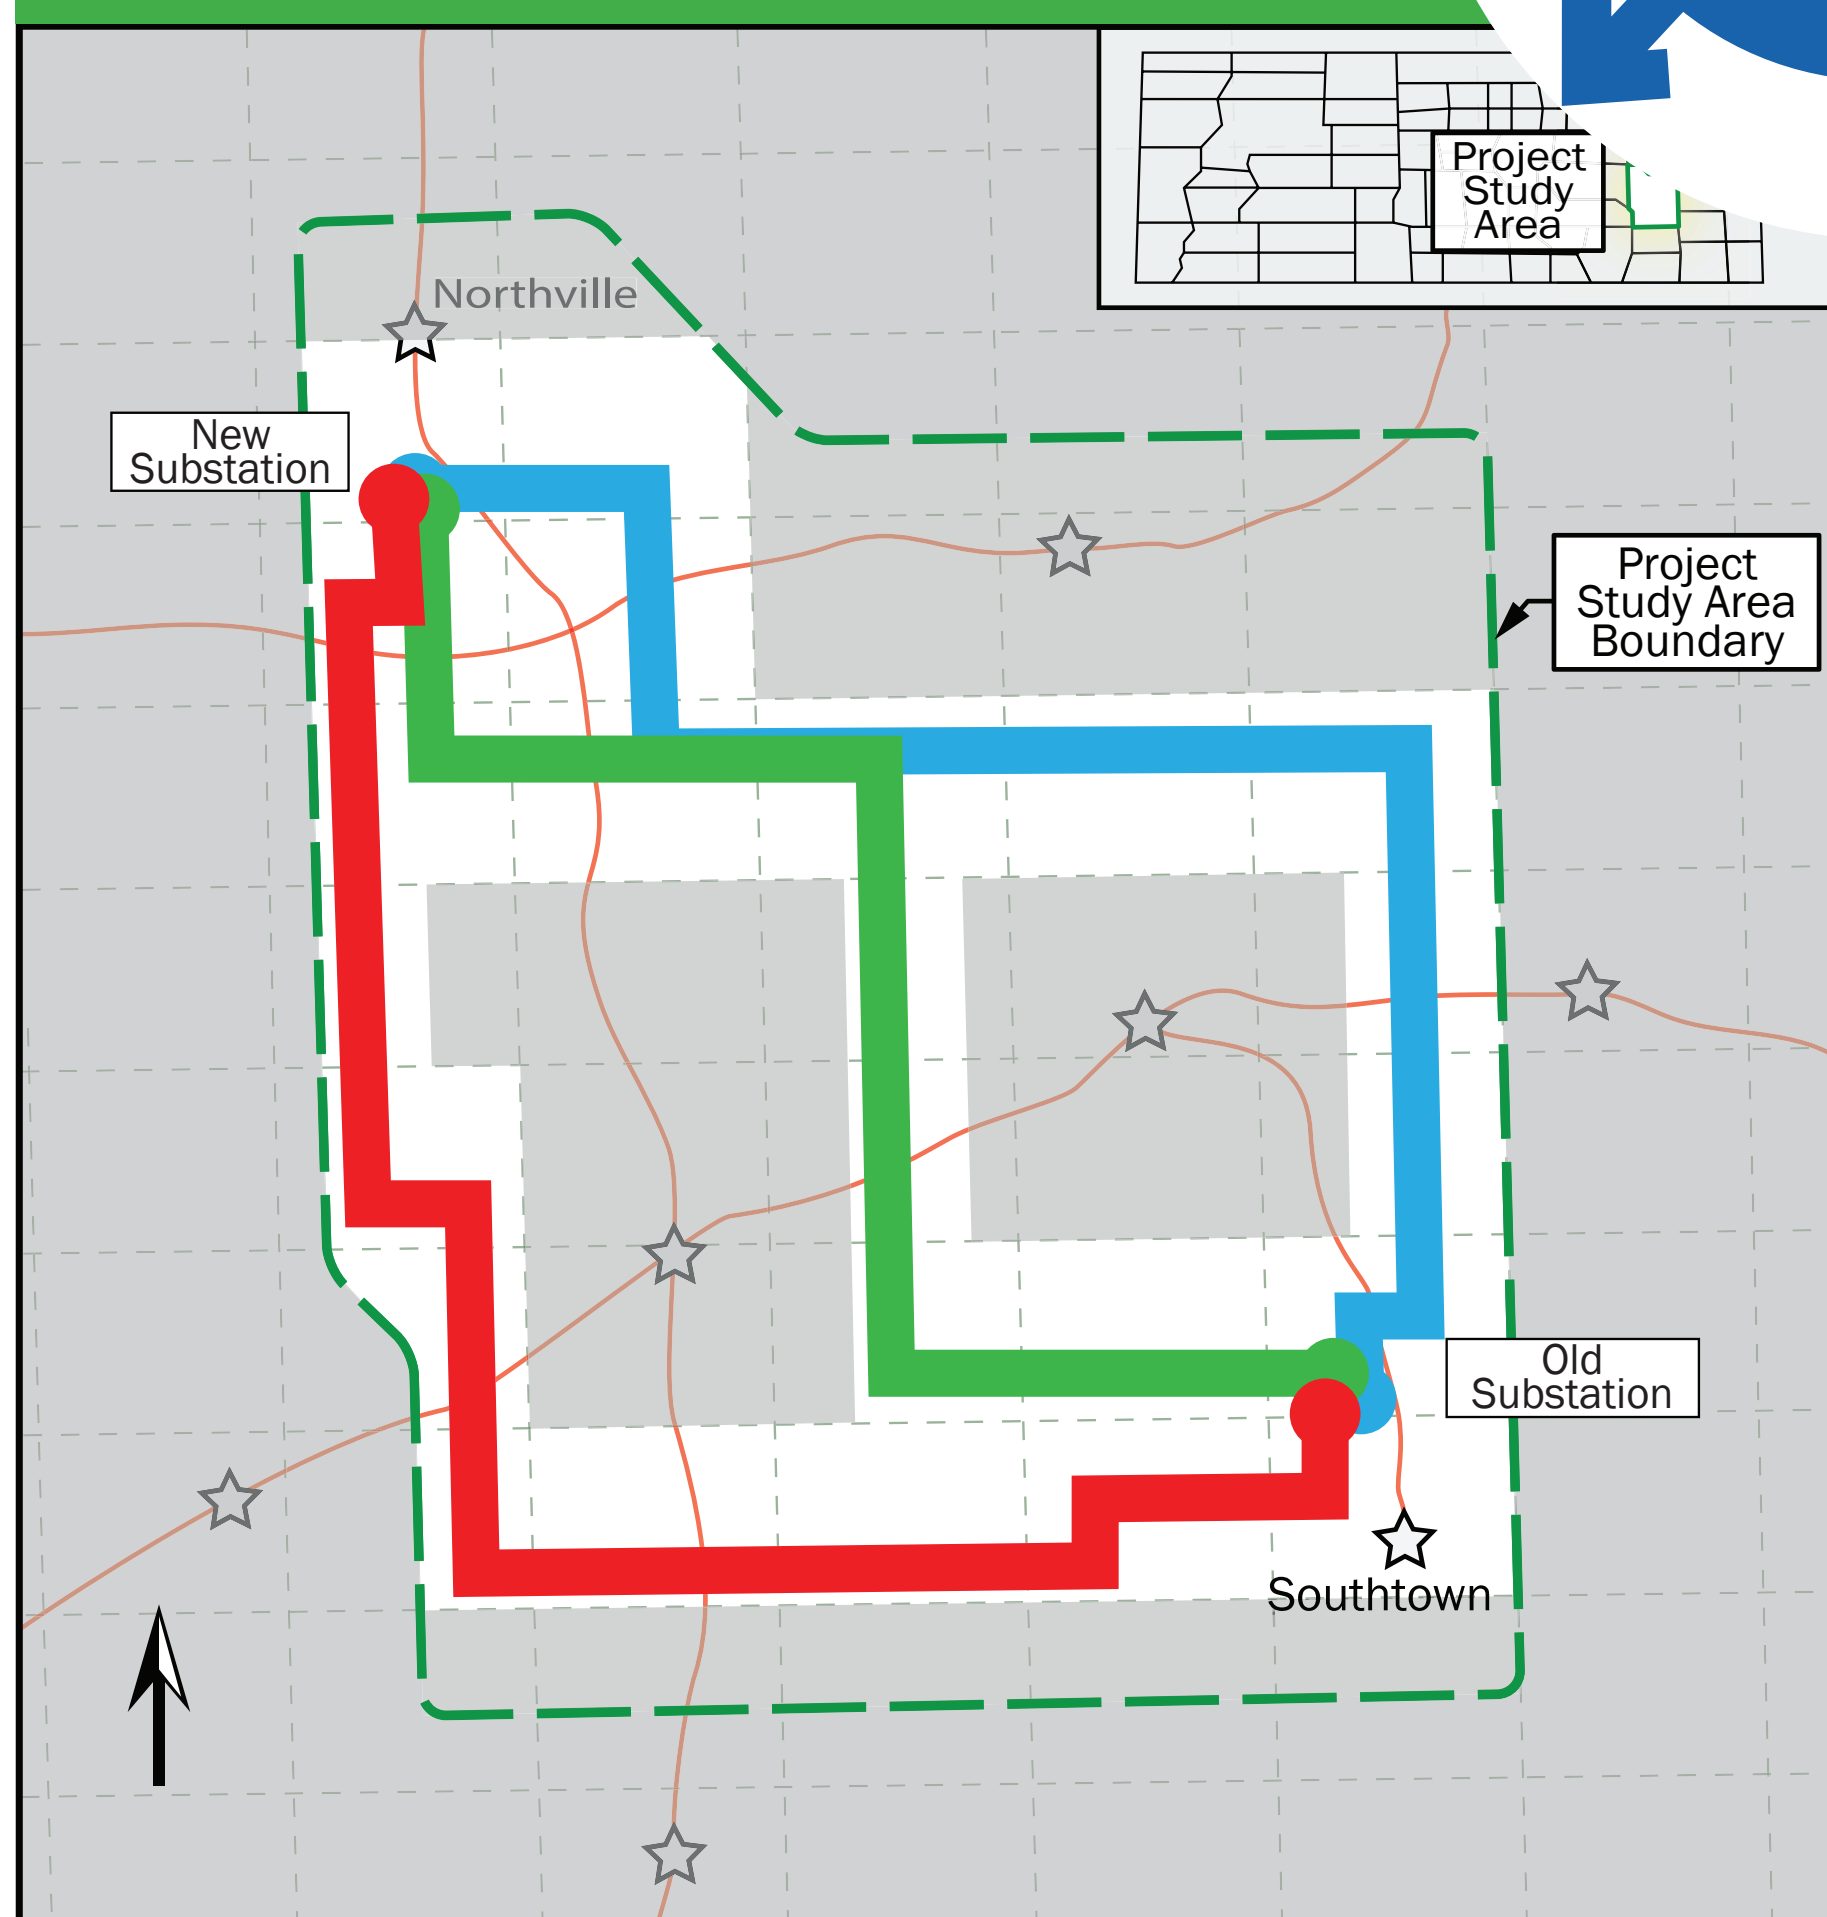 Project
Study
Area
Northville
New
Substation
Project
Study Area
Boundary
Old
Substation
Southtown